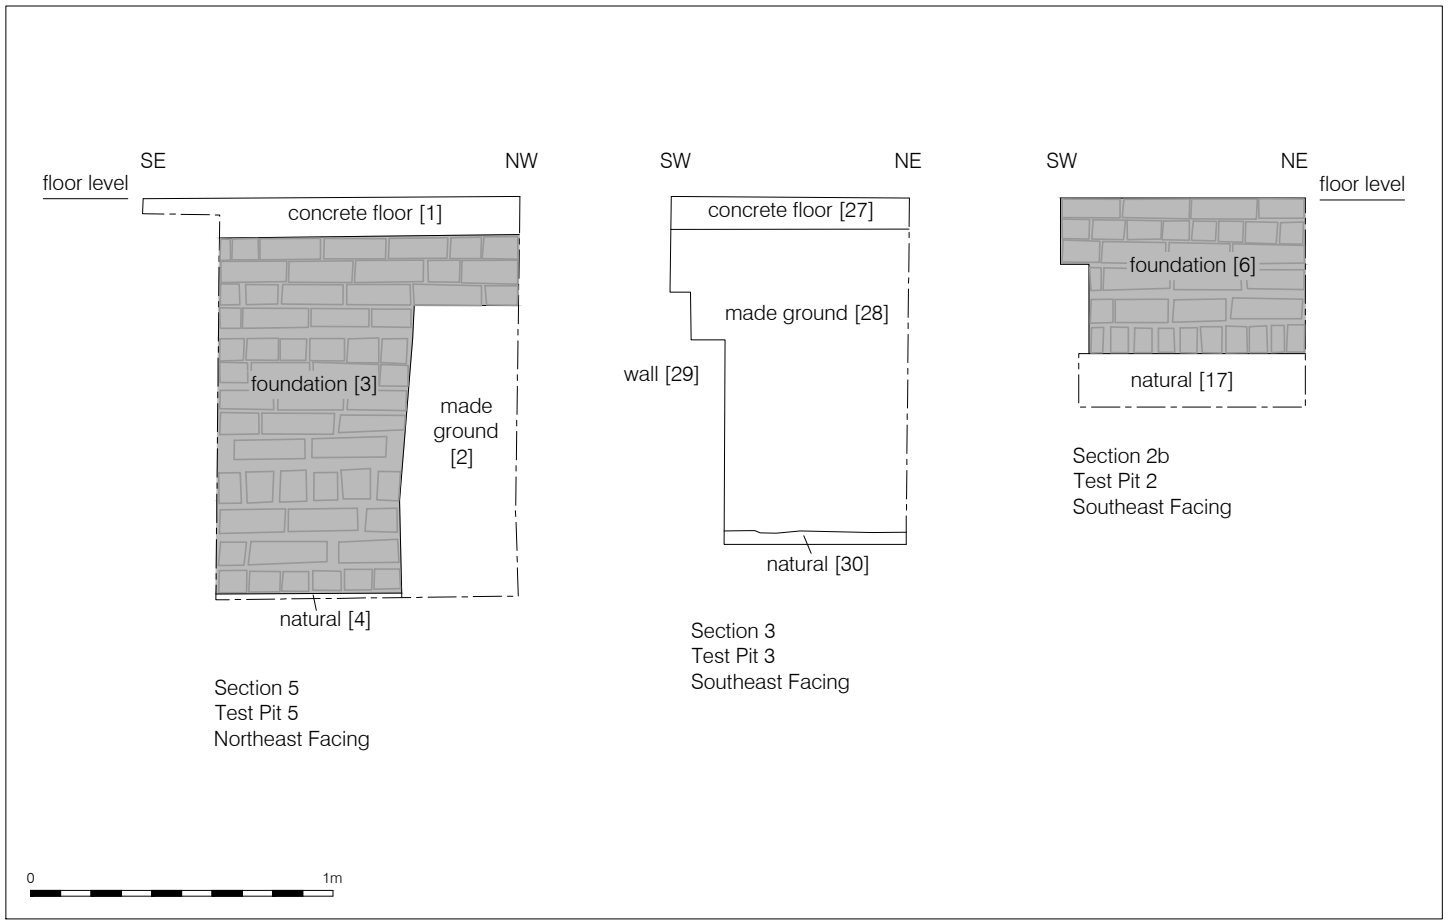 SE
NW
floor level
concrete floor [1]
foundation [3]
made
ground
[2]
natural [4]
Section 5
Test Pit 5
Northeast Facing
SW
NE
concrete floor [27]
made ground [28]
wall [29]
natural [30]
Section 3
Test Pit 3
Southeast Facing
SW
NE
floor level
foundation [6]
natural [17]
Section 2b
Test Pit 2
Southeast Facing
0
1m